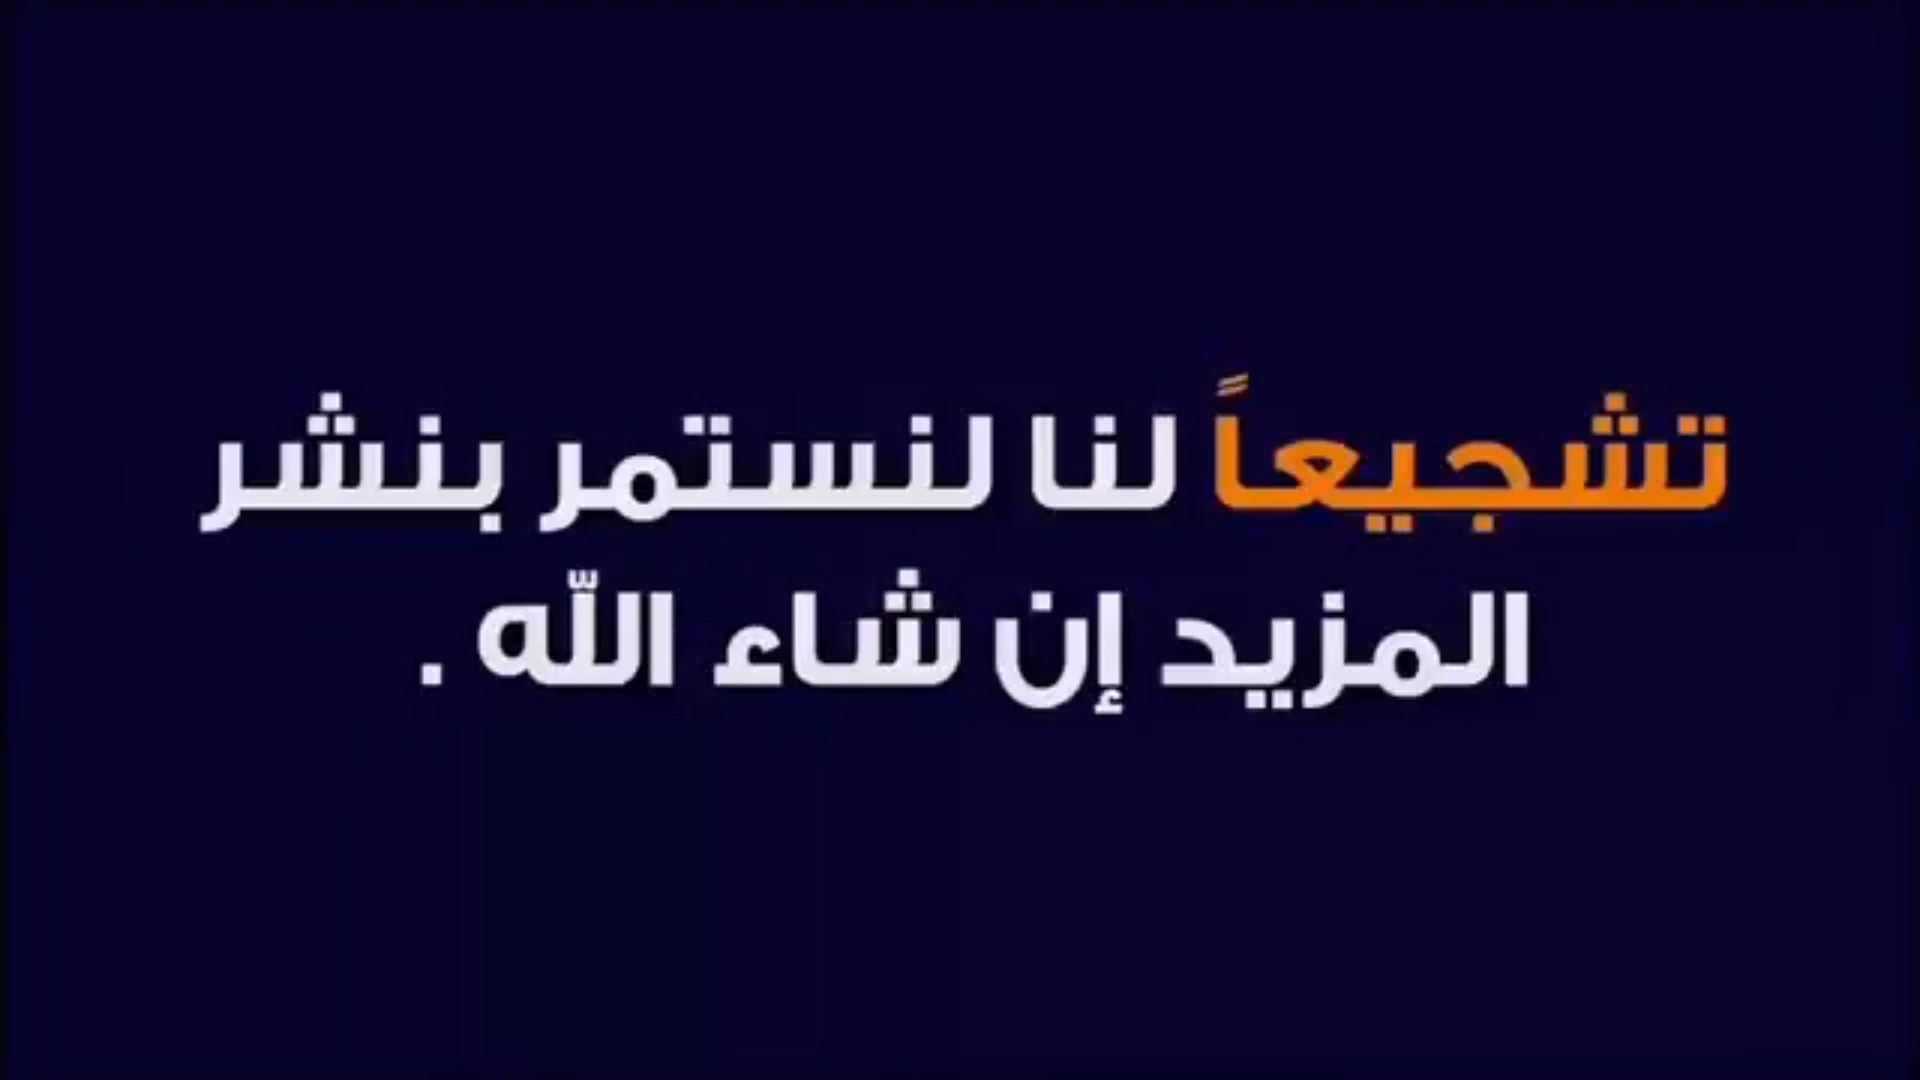 تشجيعاً لنا لنستمر بنشر
المزيد إن شاء اللّه .